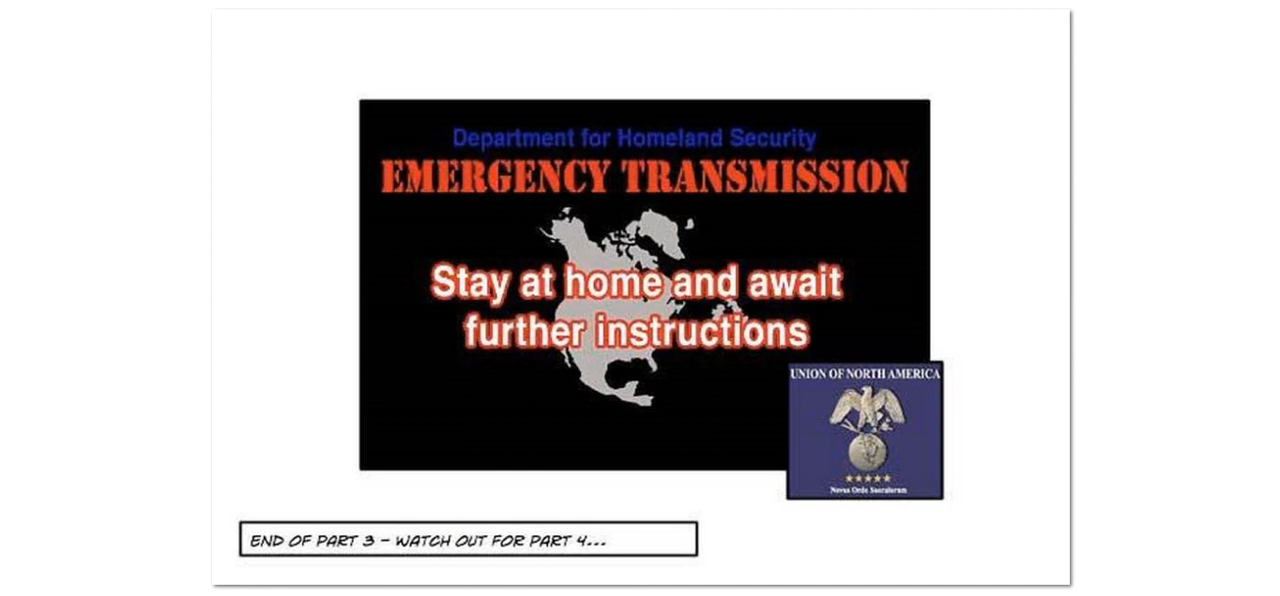 Department for Homeland Security
EMERGENCY TRANSMISSION
Stay at home and await
further instructions
UNION OF NORTH AMERICA
Novus Ordo Saeculorum
END OF PART 3 - WATCH OUT FOR PART 4...